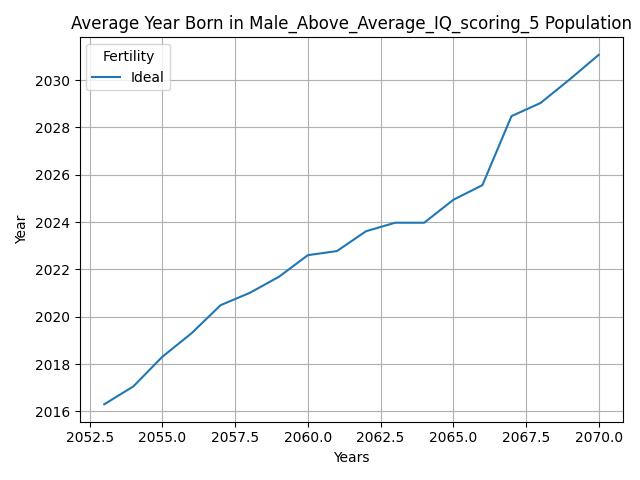 Average Year Born in Male_Above_Average_IQ_scoring_5 Population
Fertility
Ideal
2030
2028
2026
2024
2022
2020
2018
2016
Year
2052.5 2055.0 2057.5 2060.0 2062.5 2065.0 2067.5 2070.0
Years